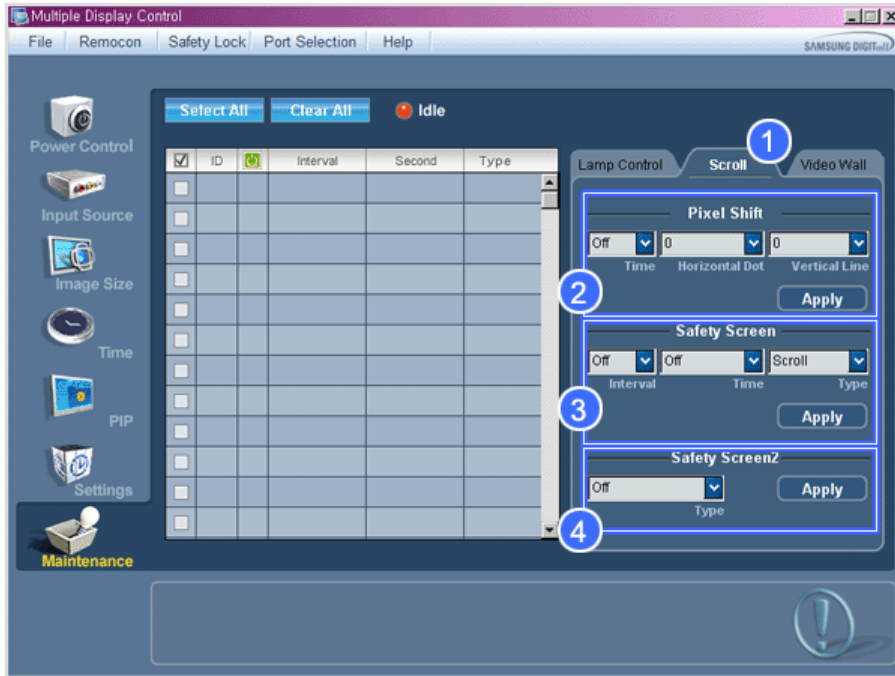 Multiple Display Control
File Remocon Safety Lock Port Selection Help
SAMSUNG DIGITall
Select All Clear All Idle
Power Control
Input Source
Image Size
Time
PIP
Settings
Maintenance
ID Interval Second Type
1
Lamp Control Scroll Video Wall
Pixel Shift
Off 0 0
Time Horizontal Dot Vertical Line
2
Apply
Safety Screen
Off Off Scroll
Interval Time Type
3
Apply
Safety Screen2
Off Apply
Type
4